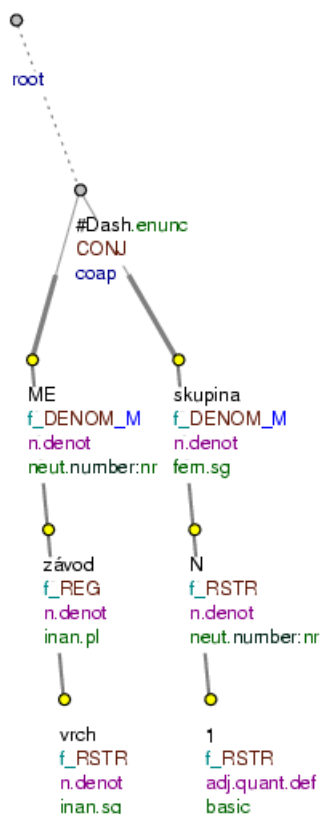 root
#Dash.enunc
CONJ
coap
ME
f_DENOM_M
n.denot
neut.number:nr
skupina
f_DENOM_M
n.denot
fem.sg
závod
f_REG
n.denot
inan.pl
N
f_RSTR
n.denot
neut.number:nr
vrch
f_RSTR
n.denot
inan.sg
1
f_RSTR
adj.quant.def
basic